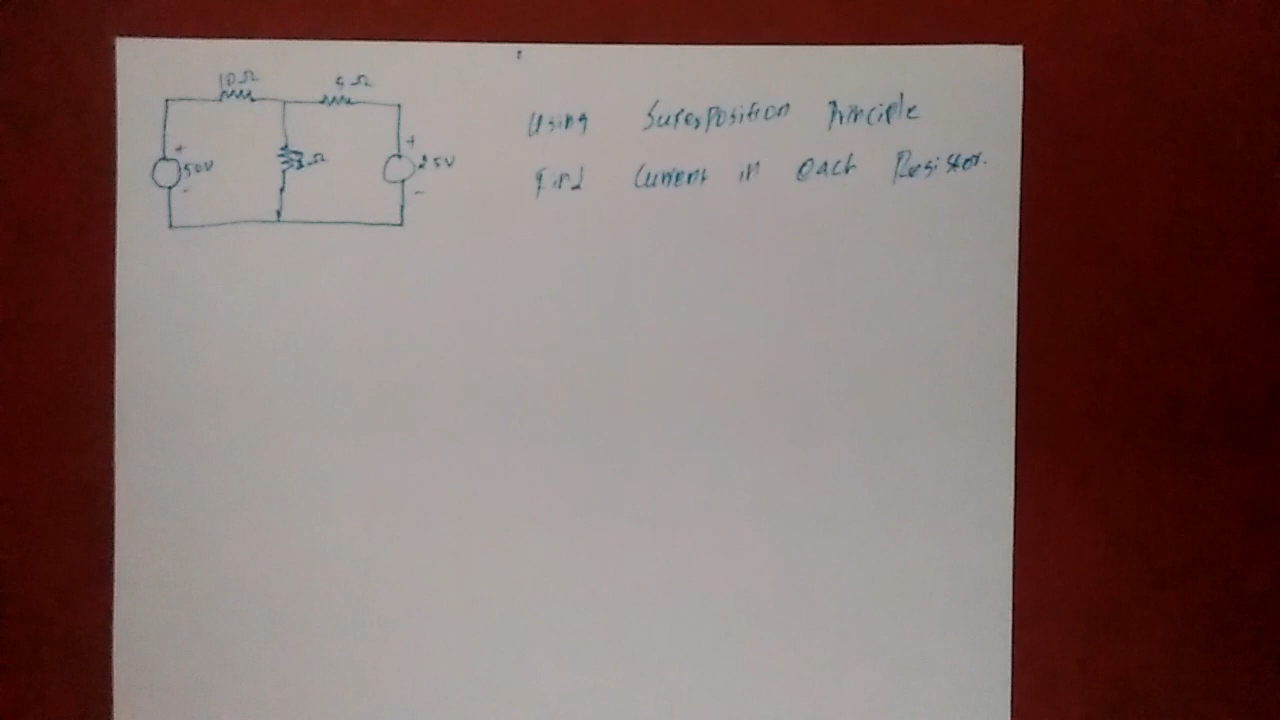 10Ω
50V
+
-
25V
+
-
Using Superposition Principle
Find Current in each Resistor.